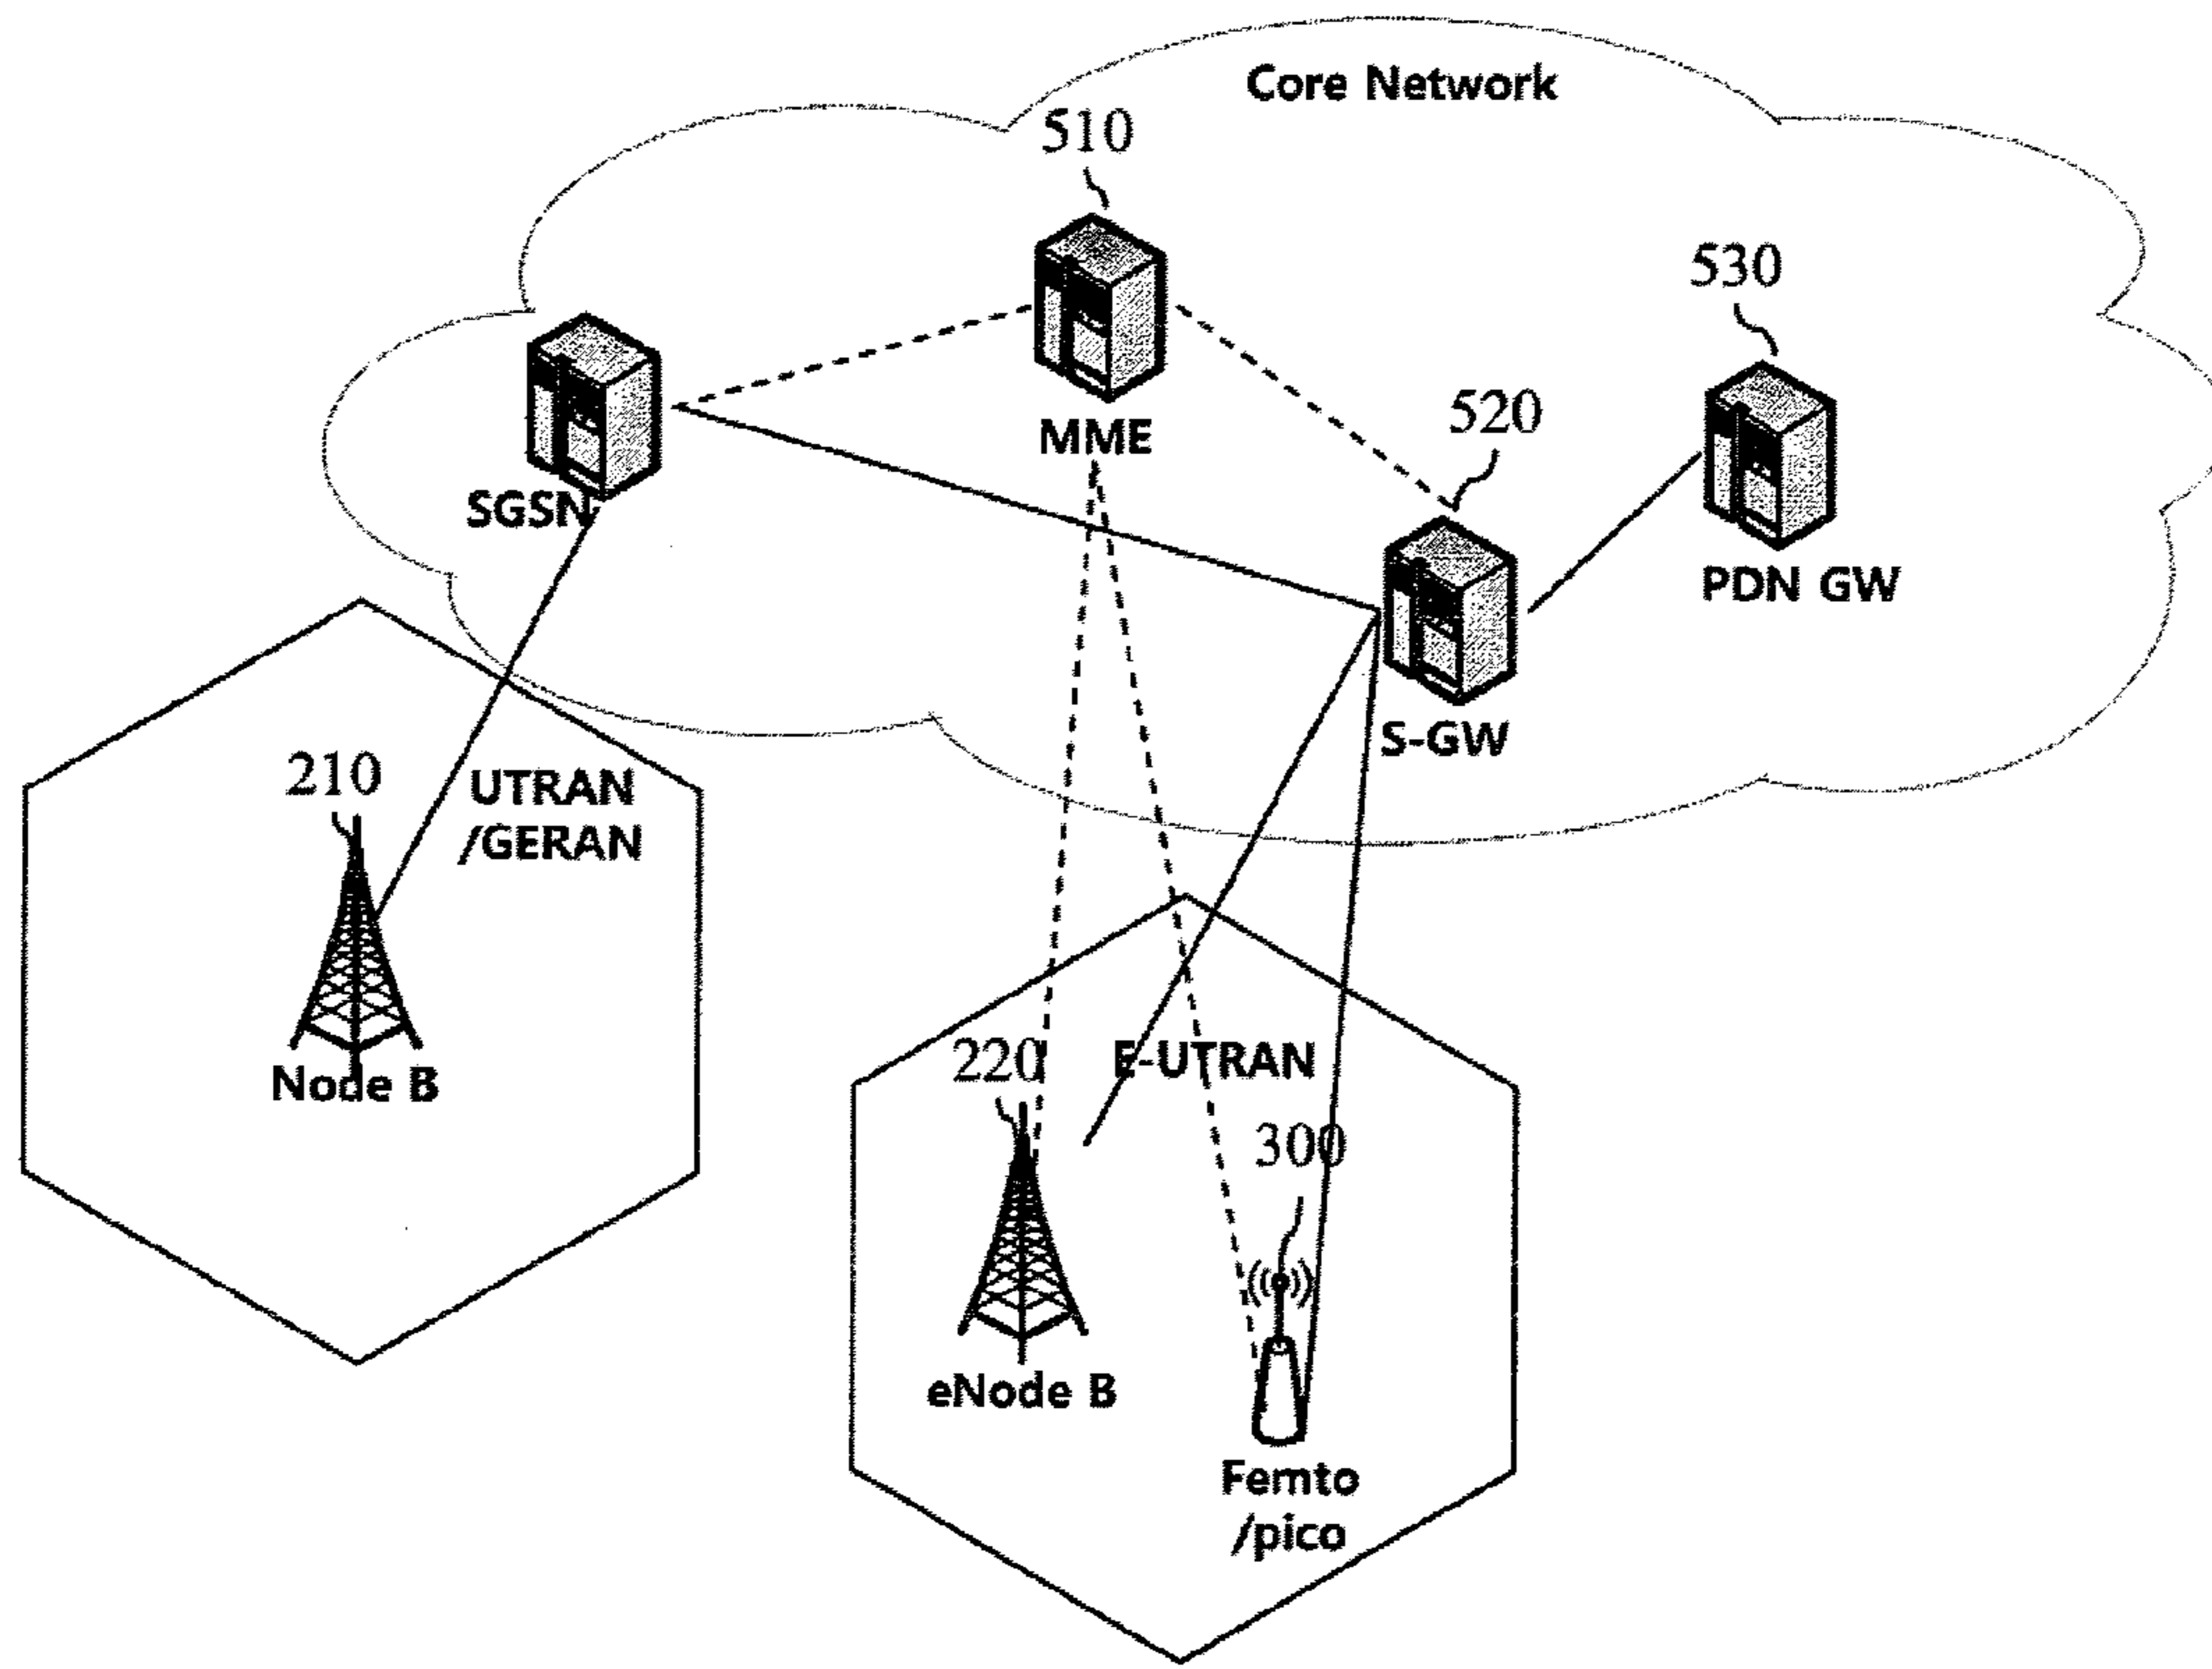 Core Network
510
530
520
MME
SGSN
PDN GW
S-GW
210
UTRAN
/GERAN
Node B
220
E-UTRAN
300
eNode B
Femto
/pico